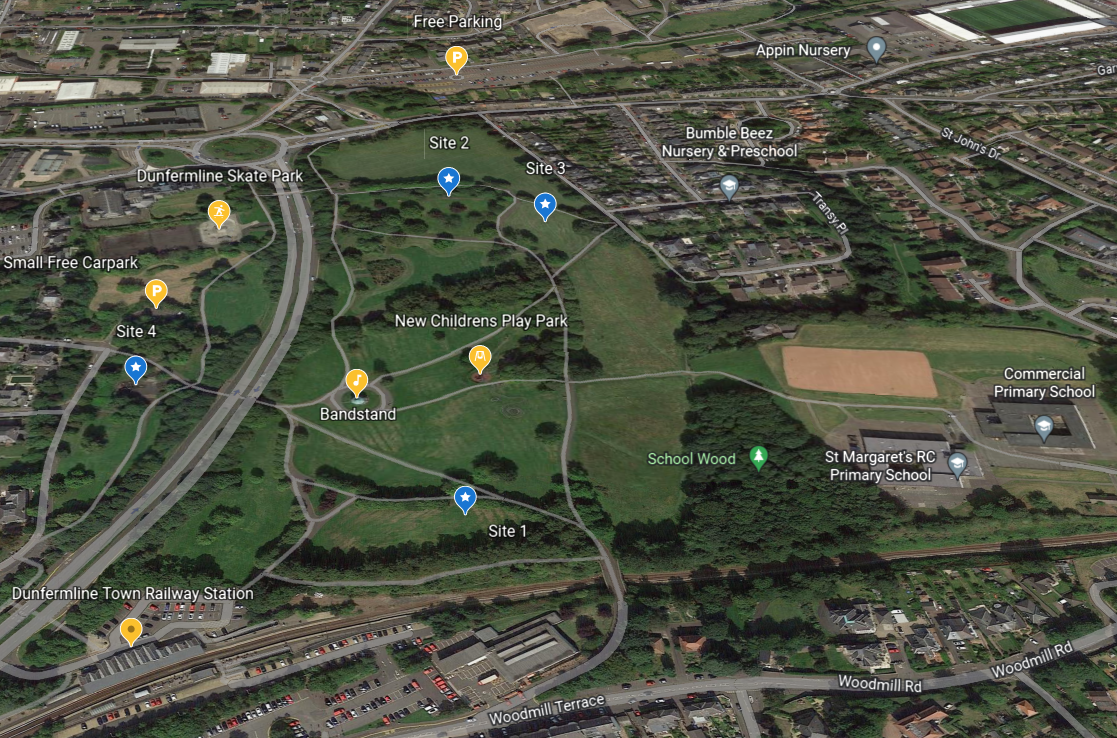 Free Parking
Appin Nursery
Gar
Site 2
Bumble Beez
Nursery & Preschool
St John's Dr
Site 3
Dunfermline Skate Park
Transy Pl
Small Free Carpark
Site 4
New Childrens Play Park
Commercial
Primary School
Bandstand
School Wood
St Margaret's RC
Primary School
Site 1
Dunfermline Town Railway Station
Woodmill Rd
Woodmill Rd
Woodmill Terrace